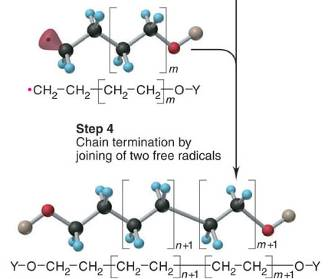 m
•CH₂-CH₂-[CH₂-CH₂]ₘ-O-Y
Step 4
Chain termination by
joining of two free radicals
n+1
m+1
Y-O-CH₂-CH₂-[CH₂-CH₂]ₙ₊₁-[CH₂-CH₂]ₘ₊₁-O-Y